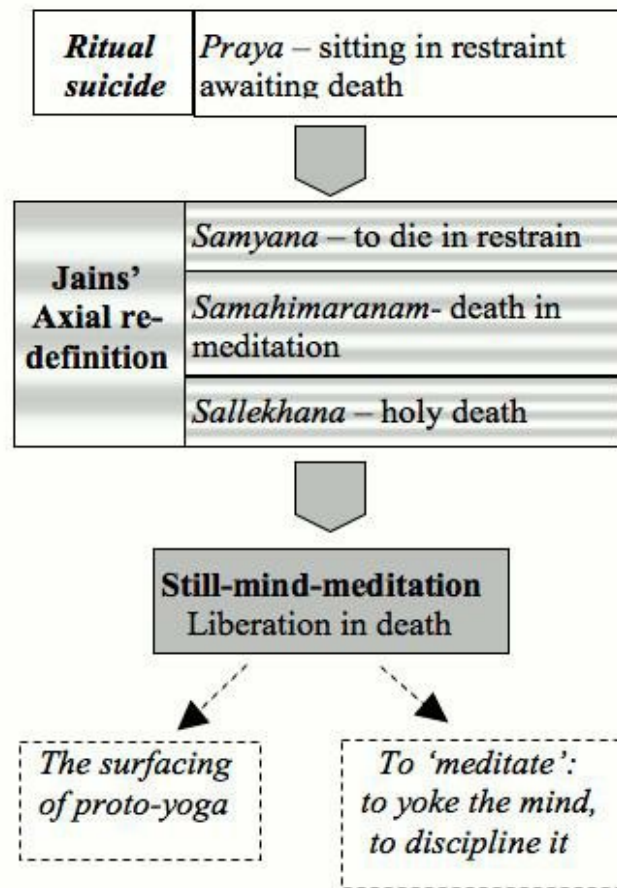 Ritual
suicide
Praya – sitting in restraint
awaiting death
Jains’
Axial re-
definition
Samyana – to die in restrain
Samahimaranam- death in
meditation
Sallekhana – holy death
Still-mind-meditation
Liberation in death
The surfacing
of proto-yoga
To ‘meditate’:
to yoke the mind,
to discipline it